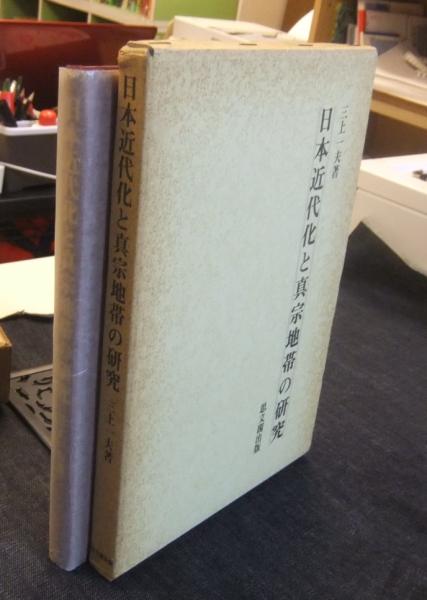 三上一夫著
日本近代化と真宗地帯の研究
思文閣出版
日本近代化と真宗地帯の研究
三上一夫著